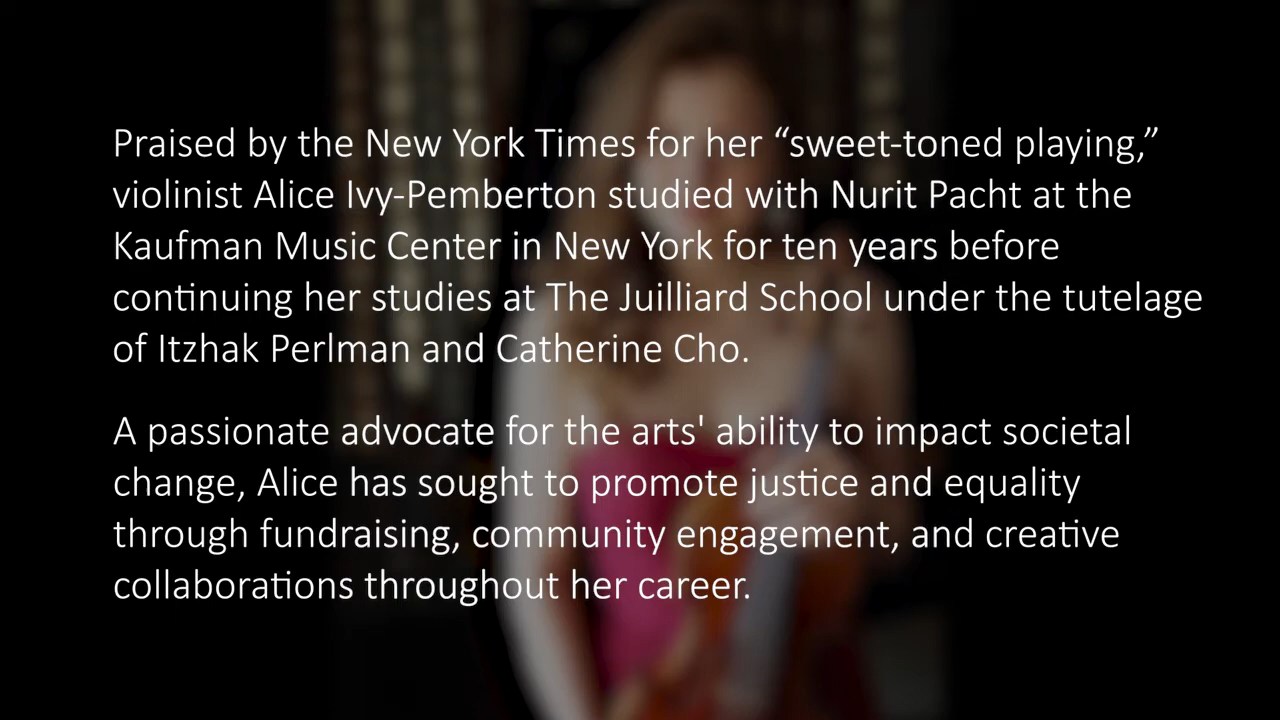 Praised by the New York Times for her “sweet-toned playing,”
violinist Alice Ivy-Pemberton studied with Nurit Pacht at the
Kaufman Music Center in New York for ten years before
continuing her studies at The Juilliard School under the tutelage
of Itzhak Perlman and Catherine Cho.
A passionate advocate for the arts' ability to impact societal
change, Alice has sought to promote justice and equality
through fundraising, community engagement, and creative
collaborations throughout her career.